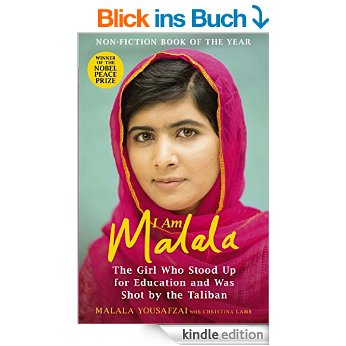 Blick ins Buch
NON-FICTION BOOK OF THE YEAR
WINNER
OF THE
NOBEL
PEACE
PRIZE
I Am
Malala
The Girl Who Stood Up
for Education and Was
Shot by the Taliban
MALALA YOUSAFZAI WITH CHRISTINA LAMB
kindle edition